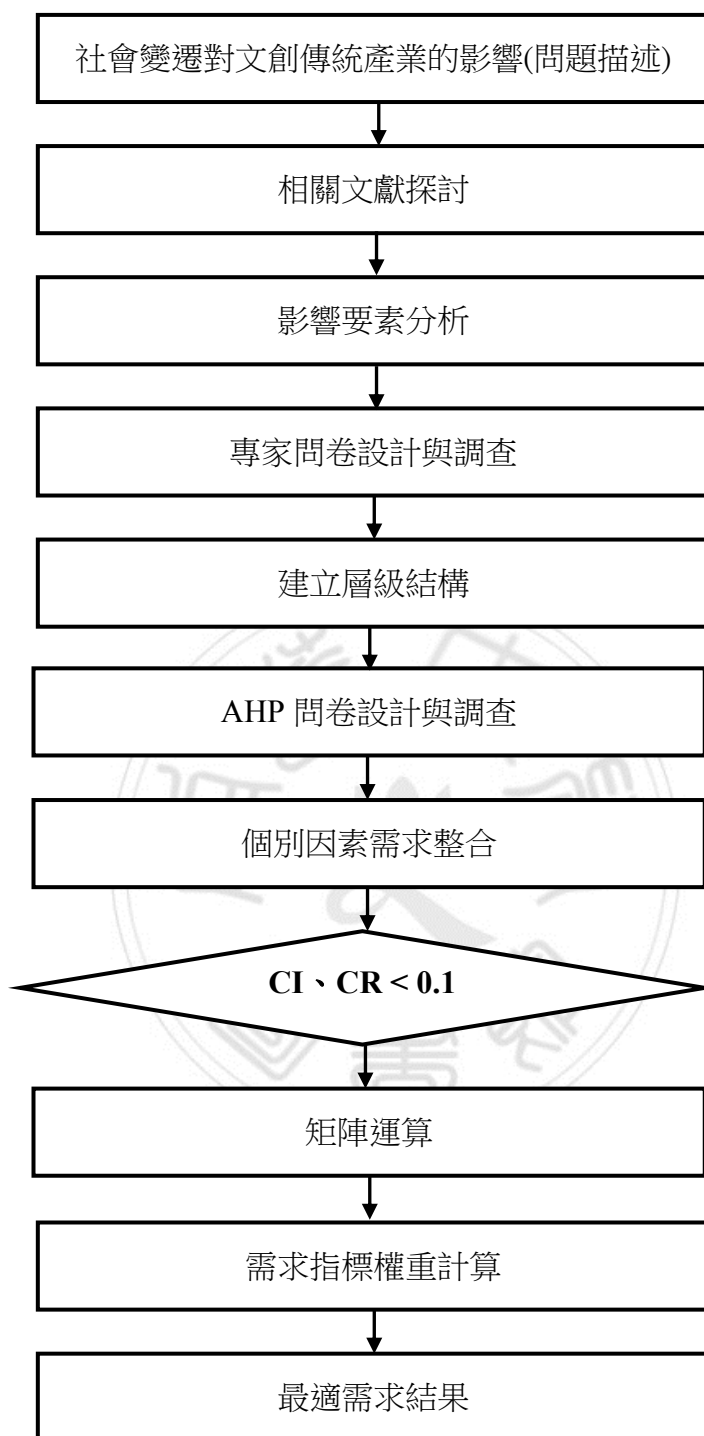 社會變遷對文創傳統產業的影響(問題描述)
相關文獻探討
影響要素分析
專家問卷設計與調查
建立層級結構
AHP 問卷設計與調查
個別因素需求整合
CI、CR < 0.1
矩陣運算
需求指標權重計算
最適需求結果